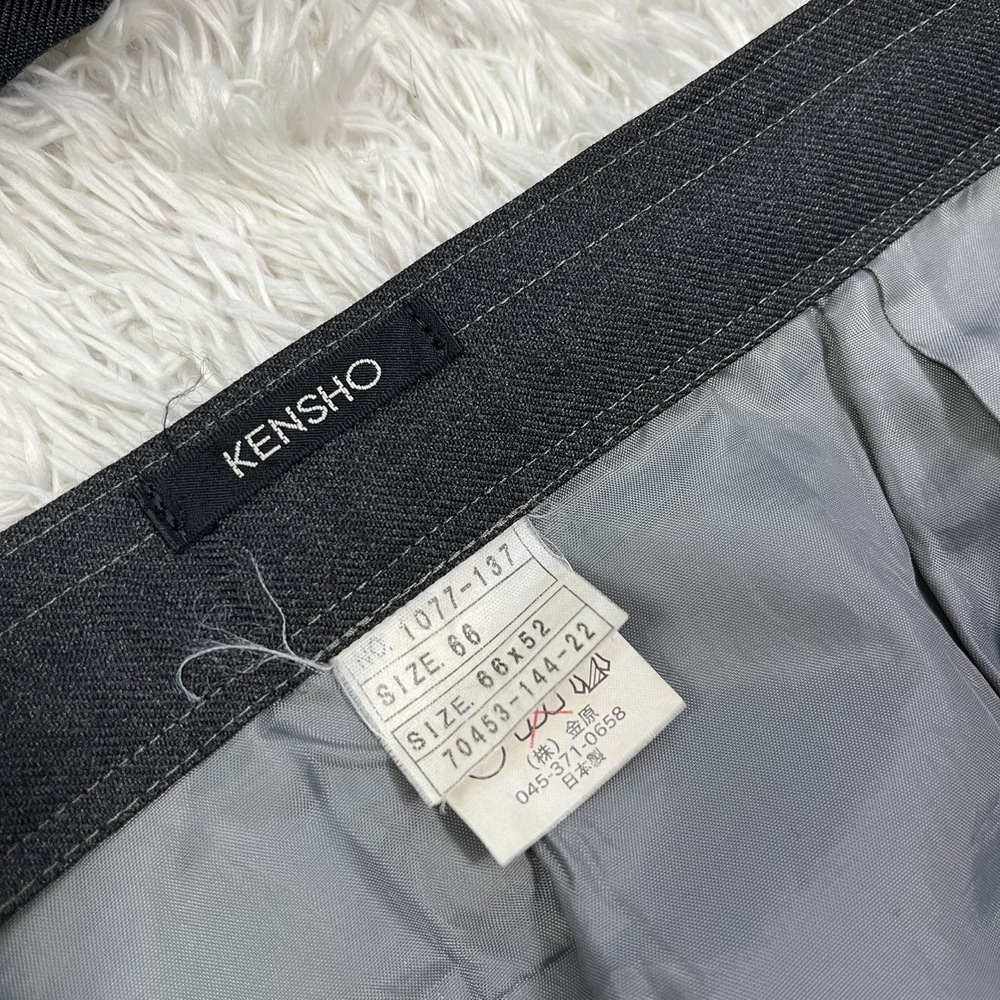 KENSHO
NO. 1077-137
SIZE. 66
SIZE. 66x52
70453-144-22
(株) 金原
045-371-0658
日本製